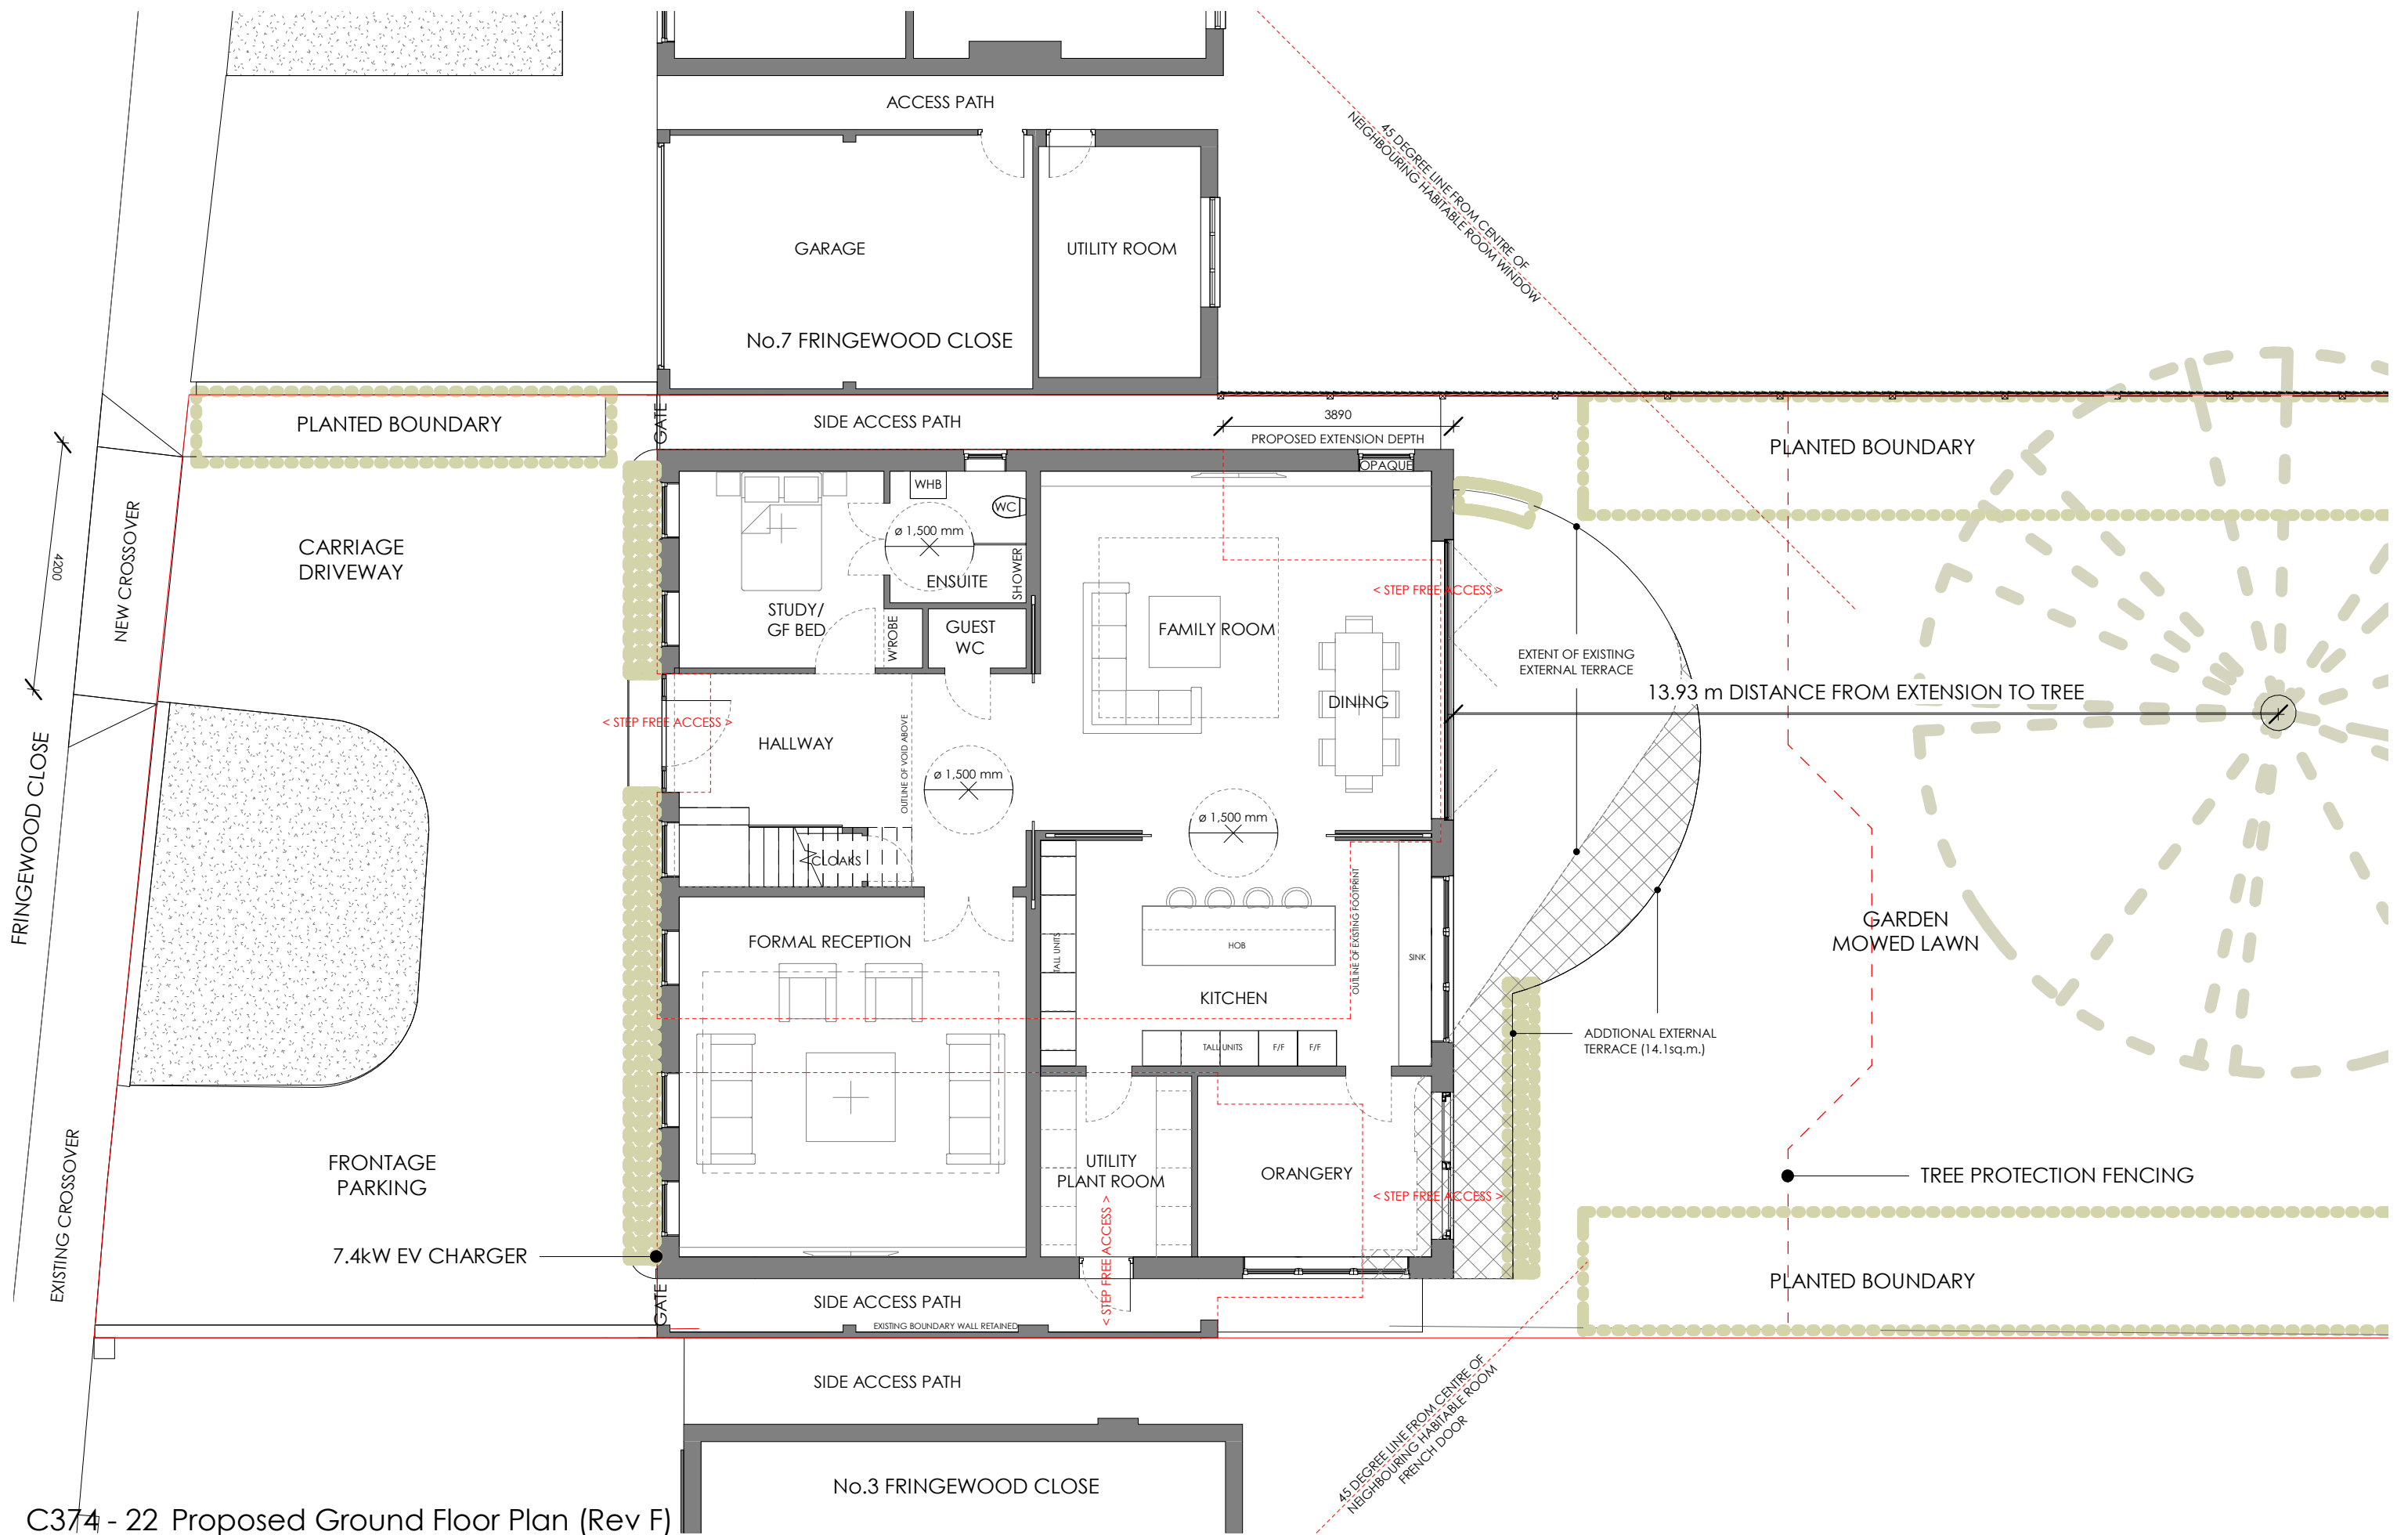 ACCESS PATH
45 DEGREE LINE FROM CENTRE OF
NEIGHBOURING HABITABLE ROOM WINDOW
GARAGE
UTILITY ROOM
No.7 FRINGEWOOD CLOSE
PLANTED BOUNDARY
GATE
SIDE ACCESS PATH
3890
PROPOSED EXTENSION DEPTH
PLANTED BOUNDARY
OPAQUE
WHB
WC
ø 1,500 mm
ENSUITE
SHOWER
CARRIAGE
DRIVEWAY
NEW CROSSOVER
4200
STUDY/
GF BED
W'ROBE
GUEST
WC
FAMILY ROOM
< STEP FREE ACCESS >
EXTENT OF EXISTING
EXTERNAL TERRACE
13.93 m DISTANCE FROM EXTENSION TO TREE
DINING
< STEP FREE ACCESS >
HALLWAY
OUTLINE OF VOID ABOVE
ø 1,500 mm
ø 1,500 mm
CLOAKS
FRINGEWOOD CLOSE
FORMAL RECEPTION
TALL UNITS
HOB
OUTLINE OF EXISTING FOOTPRINT
SINK
KITCHEN
GARDEN
MOWED LAWN
TALL UNITS
F/F
F/F
ADDTIONAL EXTERNAL
TERRACE (14.1sq.m.)
EXISTING CROSSOVER
FRONTAGE
PARKING
UTILITY
PLANT ROOM
ORANGERY
< STEP FREE ACCESS >
TREE PROTECTION FENCING
< STEP FREE ACCESS >
7.4kW EV CHARGER
PLANTED BOUNDARY
GATE
SIDE ACCESS PATH
EXISTING BOUNDARY WALL RETAINED
SIDE ACCESS PATH
45 DEGREE LINE FROM CENTRE OF
NEIGHBOURING HABITABLE ROOM
FRENCH DOOR
No.3 FRINGEWOOD CLOSE
C374 - 22 Proposed Ground Floor Plan (Rev F)